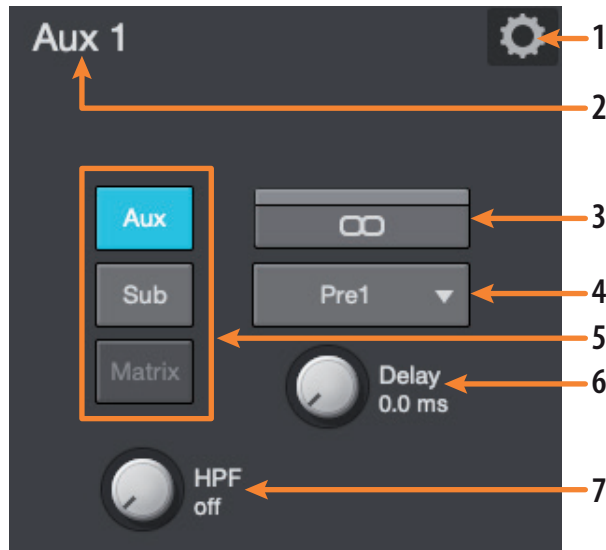 Aux 1
1
2
Aux
3
Sub
Pre1
4
5
Matrix
Delay
0.0 ms
6
HPF
off
7